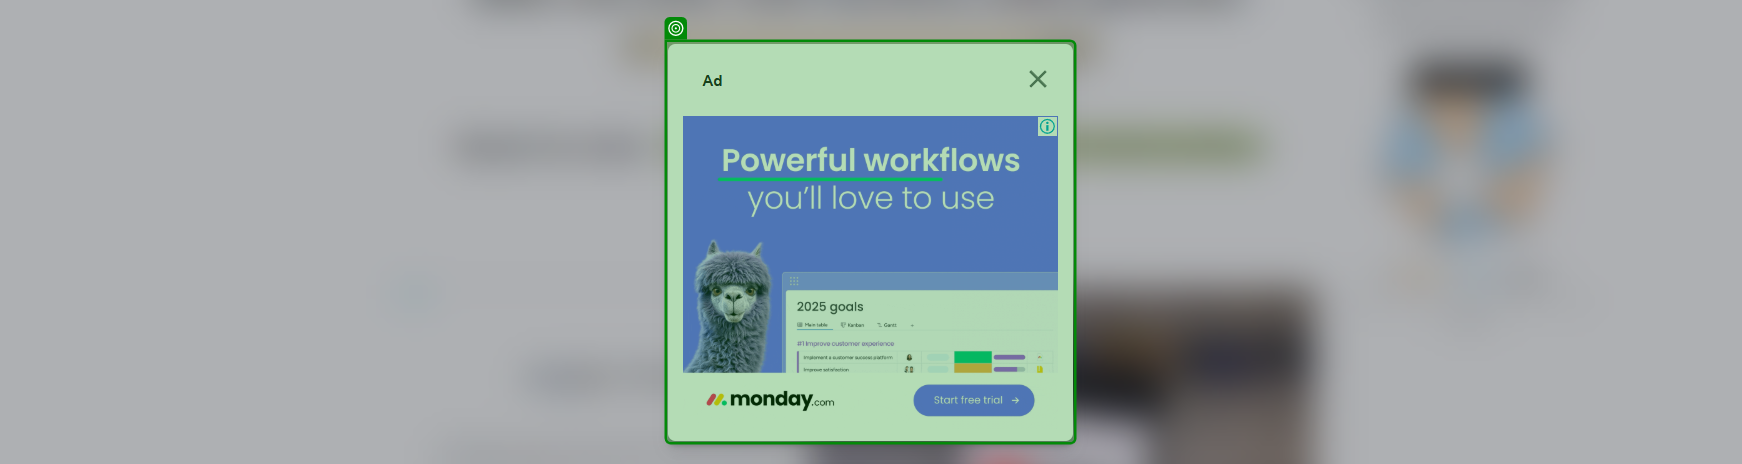 Ad
Powerful workflows
you'll love to use
2025 goals
Main table Kanban Gantt +
#1 Improve customer experience
Implement a customer success platform
Improve satisfaction
monday.com
Start free trial →